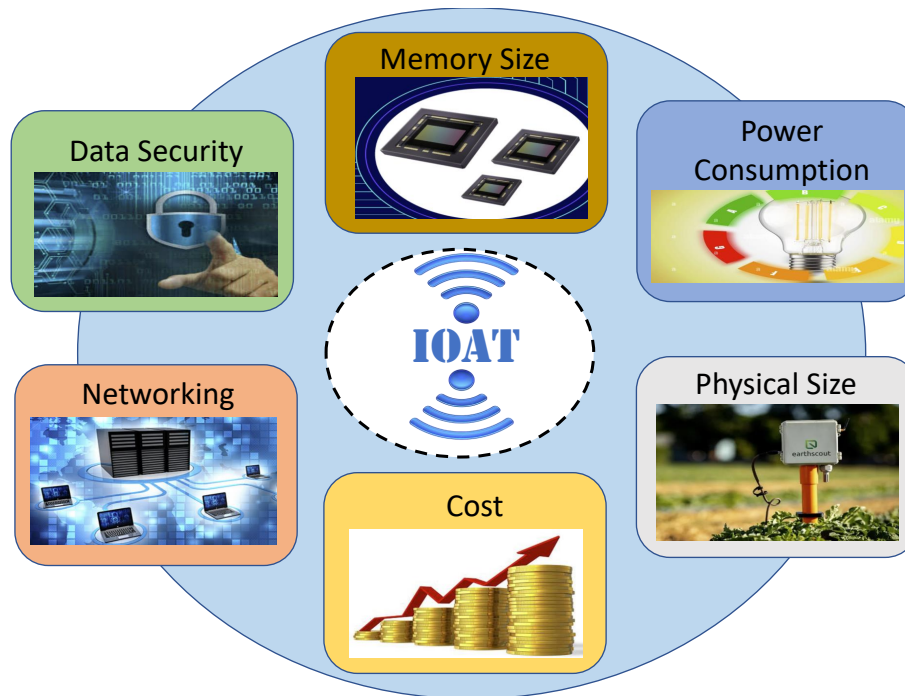 Memory Size
Data Security
Power
Consumption
IOAT
Networking
Physical Size
earthscout
Cost